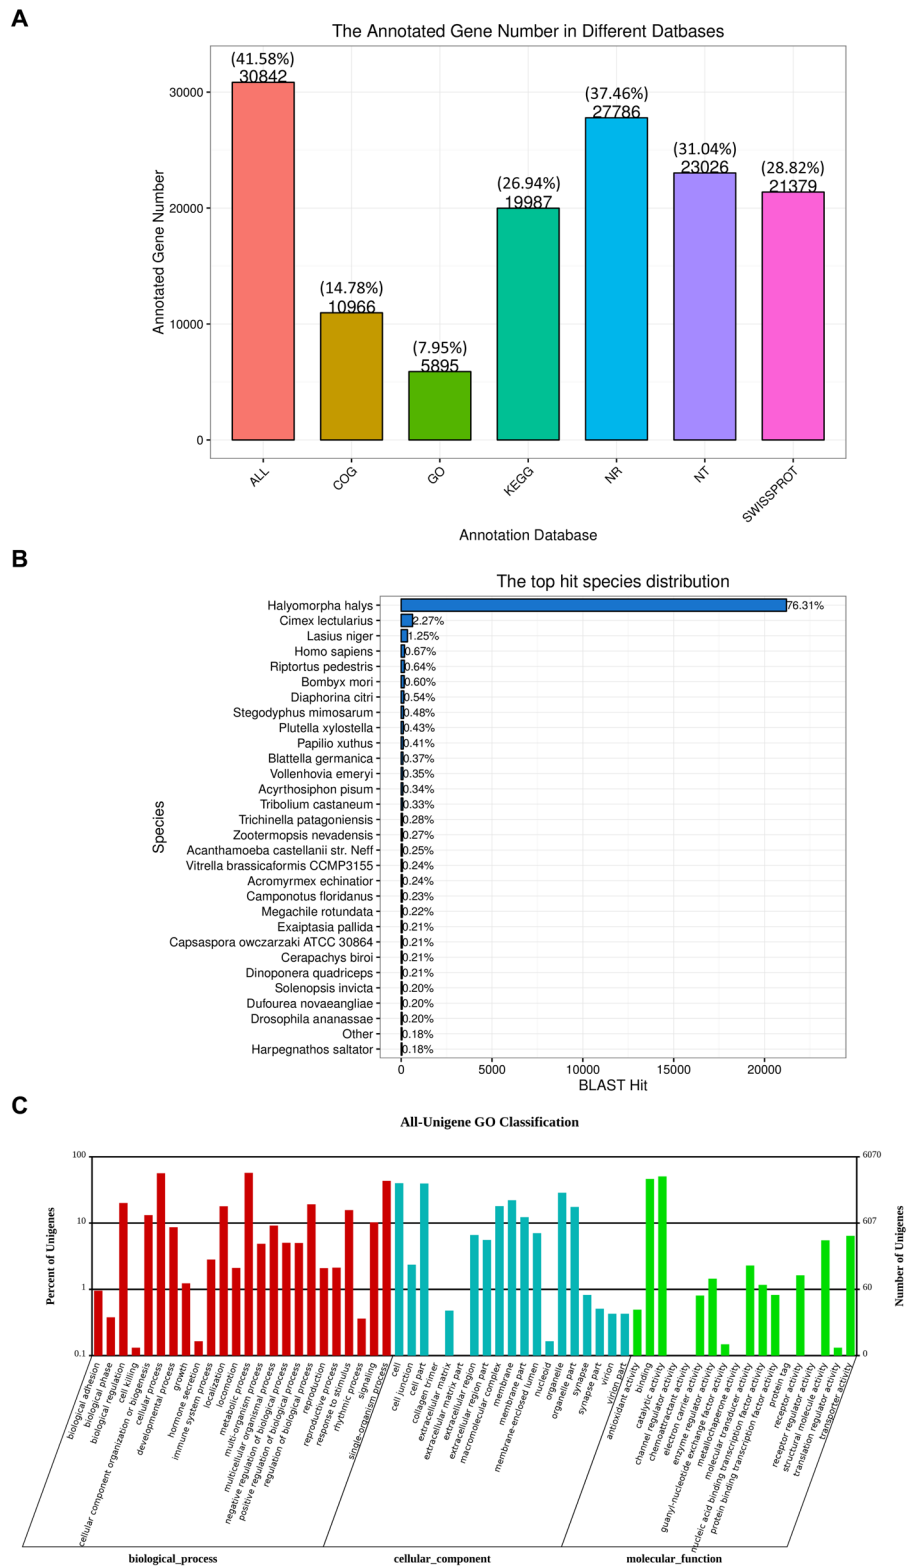 A
The Annotated Gene Number in Different Datbases
Annotated Gene Number
30000
20000
10000
0
(41.58%)
30842
(14.78%)
10966
(7.95%)
5895
(26.94%)
19987
(37.46%)
27786
(31.04%)
23026
(28.82%)
21379
ALL
COG
GO
KEGG
NR
NT
SWISSPROT
Annotation Database
B
The top hit species distribution
Species
Halyomorpha halys 76.31%
Cimex lectularius 2.27%
Lasius niger 1.25%
Homo sapiens 0.67%
Riptortus pedestris 0.64%
Bombyx mori 0.60%
Diaphorina citri 0.54%
Stegodyphus mimosarum 0.48%
Plutella xylostella 0.43%
Papilio xuthus 0.41%
Blattella germanica 0.37%
Vollenhovia emeryi 0.35%
Acyrthosiphon pisum 0.34%
Tribolium castaneum 0.33%
Trichinella patagoniensis 0.28%
Zootermopsis nevadensis 0.27%
Acanthamoeba castellanii str. Neff 0.25%
Vitrella brassicaformis CCMP3155 0.24%
Acromyrmex echinatior 0.24%
Camponotus floridanus 0.23%
Megachile rotundata 0.22%
Exaiptasia pallida 0.21%
Capsaspora owczarzaki ATCC 30864 0.21%
Cerapachys biroi 0.21%
Dinoponera quadriceps 0.21%
Solenopsis invicta 0.20%
Dufourea novaeangliae 0.20%
Drosophila ananassae 0.20%
Other 0.18%
Harpegnathos saltator 0.18%
0 5000 10000 15000 20000
BLAST Hit
C
All-Unigene GO Classification
Percent of Unigenes
100
10
1
0.1
6070
607
60
0
Number of Unigenes
biological adhesion
biological phase
biological regulation
cell killing
cellular component organization or biogenesis
cellular process
developmental process
growth
hormone secretion
immune system process
localization
locomotion
metabolic process
multi-organism process
multicellular organismal process
negative regulation of biological process
positive regulation of biological process
regulation of biological process
reproduction
reproductive process
response to stimulus
rhythmic process
signaling
single-organism process
cell
cell junction
cell part
collagen trimer
extracellular matrix
extracellular matrix part
extracellular region
extracellular region part
macromolecular complex
membrane
membrane part
membrane-enclosed lumen
nucleoid
organelle
organelle part
synapse
synapse part
virion
virion part
antioxidant activity
binding
catalytic activity
channel regulator activity
chemoattractant activity
electron carrier activity
enzyme regulator activity
guanyl-nucleotide exchange factor activity
metallochaperone activity
molecular transducer activity
nucleic acid binding transcription factor activity
protein binding transcription factor activity
protein tag
receptor activity
receptor regulator activity
structural molecule activity
translation regulator activity
transporter activity
biological_process
cellular_component
molecular_function